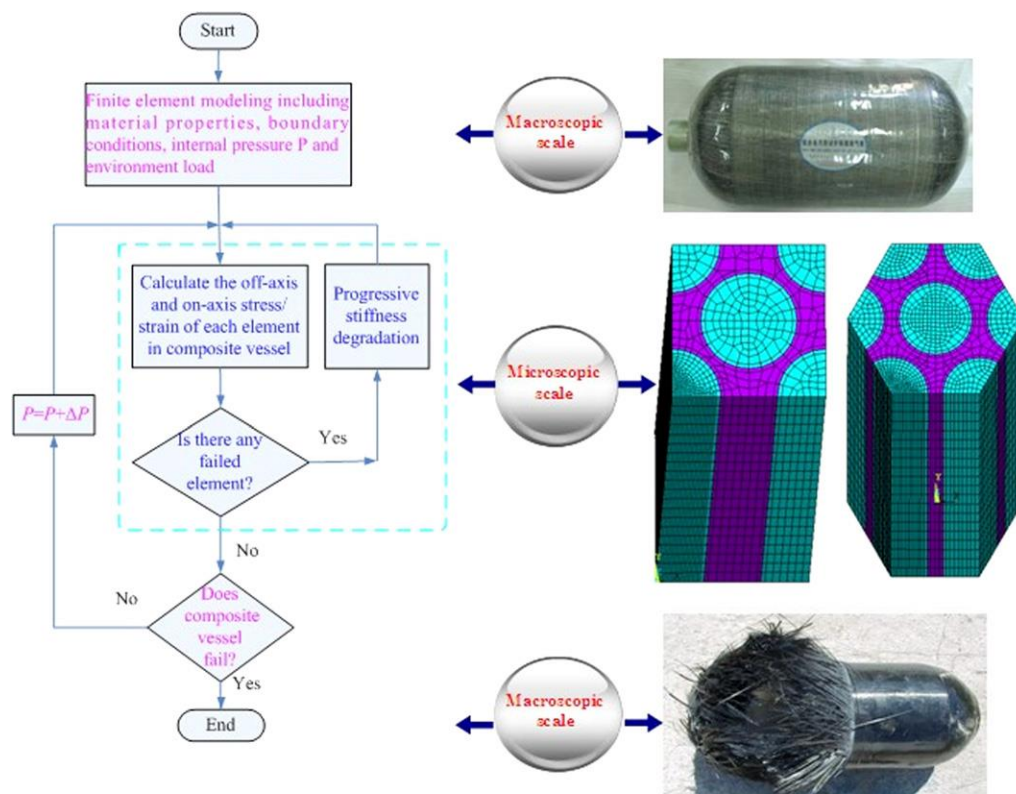 Start
Finite element modeling including
material properties, boundary
conditions, internal pressure P and
environment load
Macroscopic
scale
Calculate the off-axis
and on-axis stress/
strain of each element
in composite vessel
Progressive
stiffness
degradation
Microscopic
scale
P=P+ΔP
Is there any
failed
element?
Yes
No
Does
composite
vessel
fail?
No
Yes
End
Macroscopic
scale